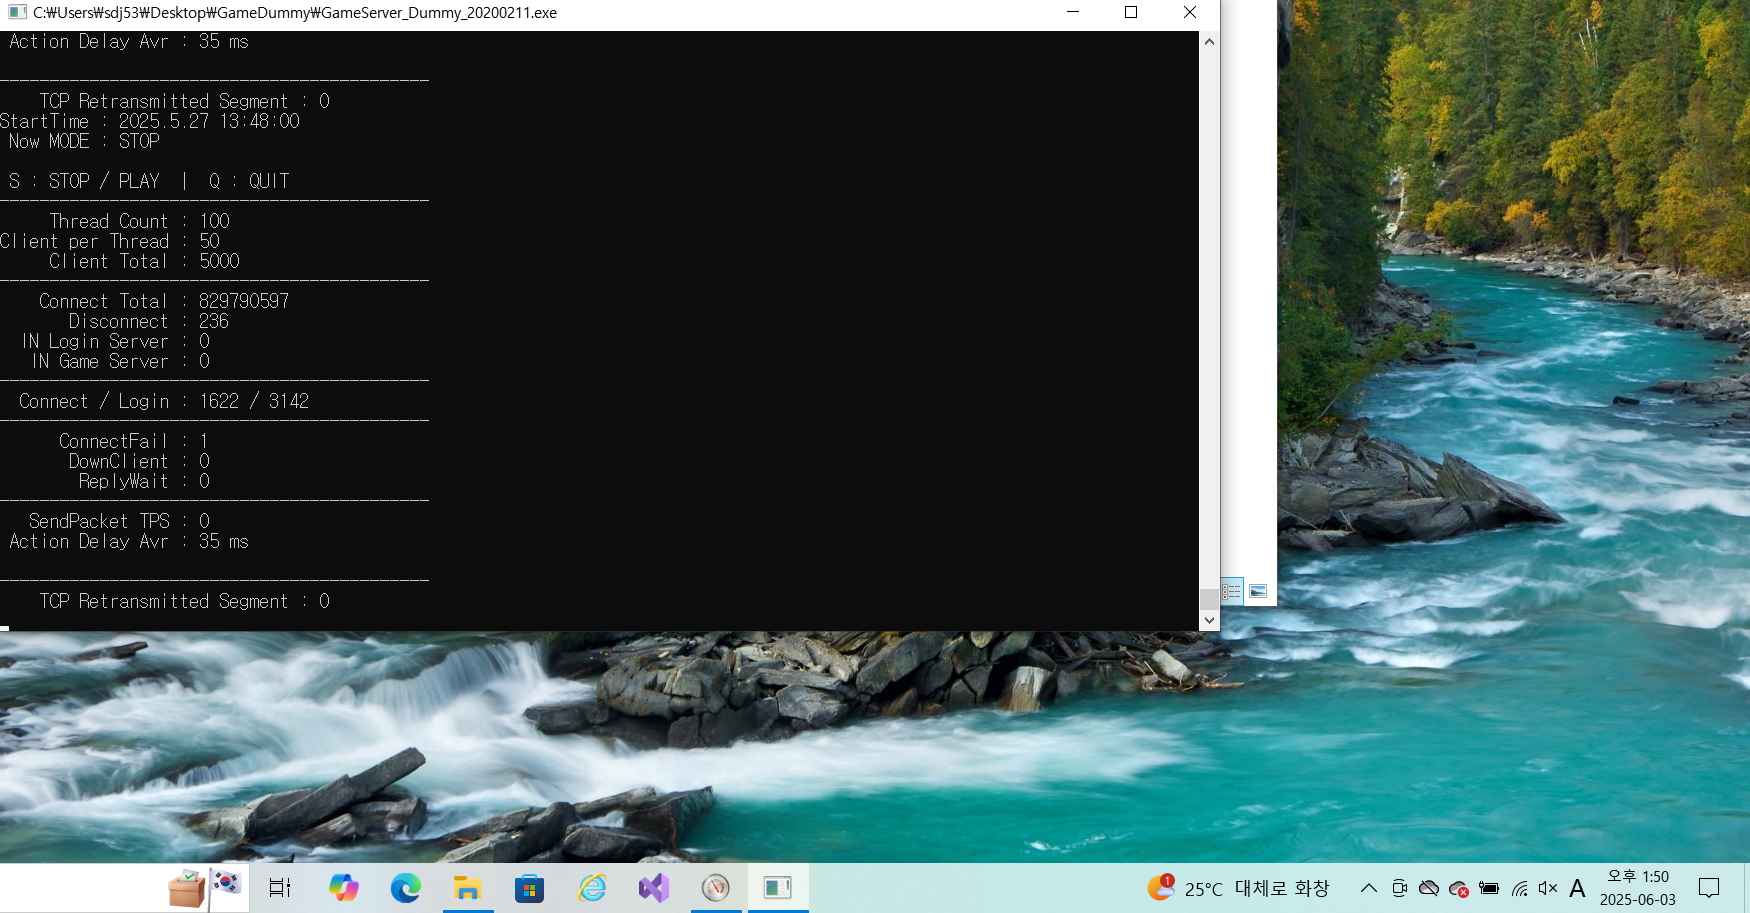 C:₩Users₩sdj53₩Desktop₩GameDummy₩GameServer_Dummy_20200211.exe
Action Delay Avr : 35 ms
-------------------------------------------
TCP Retransmitted Segment : 0
StartTime : 2025.5.27 13:48:00
Now MODE : STOP
S : STOP / PLAY | Q : QUIT
-------------------------------------------
Thread Count : 100
Client per Thread : 50
Client Total : 5000
-------------------------------------------
Connect Total : 829790597
Disconnect : 236
IN Login Server : 0
IN Game Server : 0
-------------------------------------------
Connect / Login : 1622 / 3142
-------------------------------------------
ConnectFail : 1
DownClient : 0
ReplyWait : 0
-------------------------------------------
SendPacket TPS : 0
Action Delay Avr : 35 ms
-------------------------------------------
TCP Retransmitted Segment : 0
1
25°C 대체로 화창
A
오후 1:50
2025-06-03